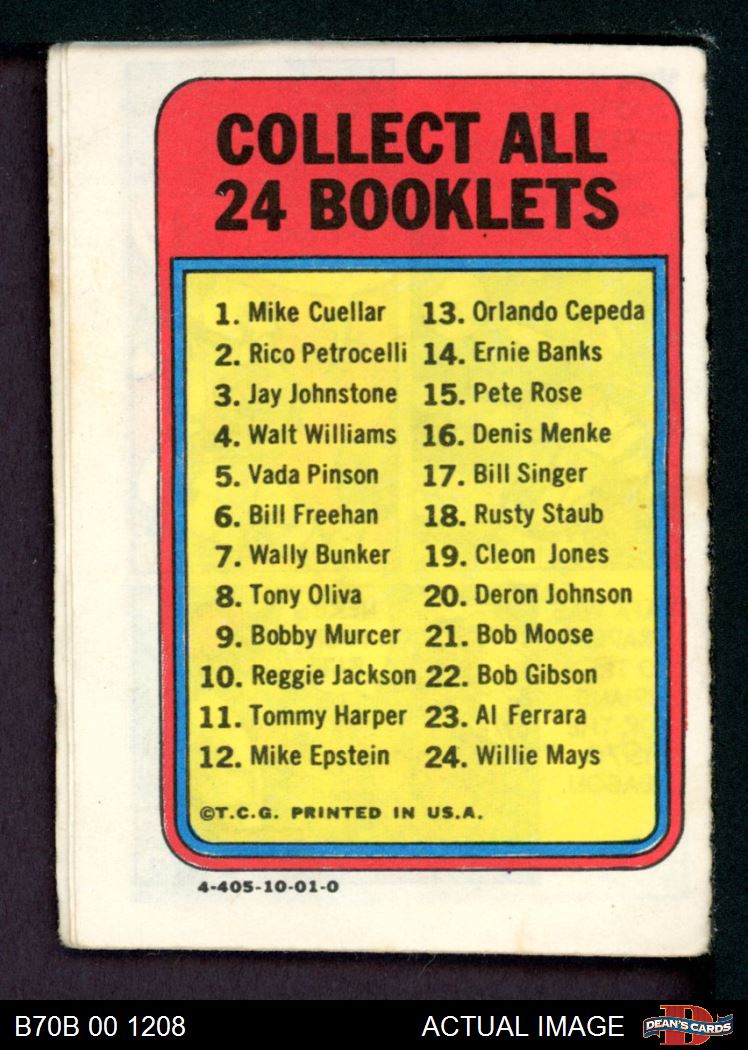 COLLECT ALL
24 BOOKLETS
1. Mike Cuellar
2. Rico Petrocelli
3. Jay Johnstone
4. Walt Williams
5. Vada Pinson
6. Bill Freehan
7. Wally Bunker
8. Tony Oliva
9. Bobby Murcer
10. Reggie Jackson
11. Tommy Harper
12. Mike Epstein
13. Orlando Cepeda
14. Ernie Banks
15. Pete Rose
16. Denis Menke
17. Bill Singer
18. Rusty Staub
19. Cleon Jones
20. Deron Johnson
21. Bob Moose
22. Bob Gibson
23. Al Ferrara
24. Willie Mays
©T.C.G. PRINTED IN U.S.A.
4-405-10-01-0
B70B 00 1208
ACTUAL IMAGE
D
DEAN'S CARDS